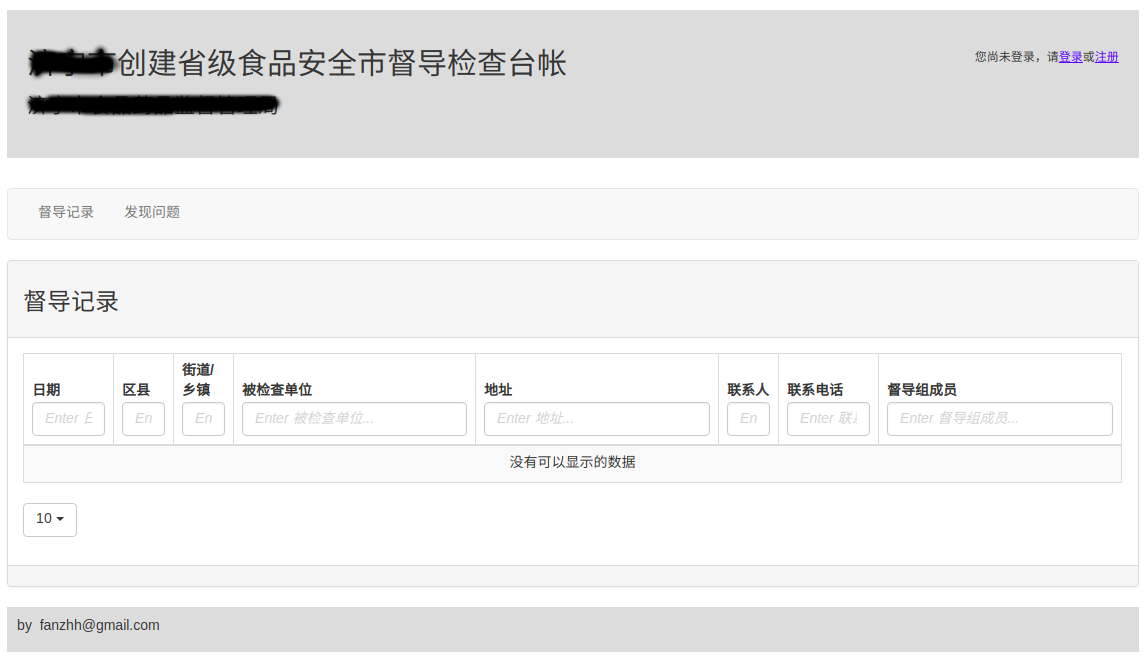 创建省级食品安全市督导检查台帐
您尚未登录，请登录或注册
督导记录 发现问题
督导记录
日期 区县 街道/乡镇 被检查单位 地址 联系人 联系电话 督导组成员
Enter En En Enter 被检查单位... Enter 地址... En Enter 联系 Enter 督导组成员...
没有可以显示的数据
10
by fanzhh@gmail.com